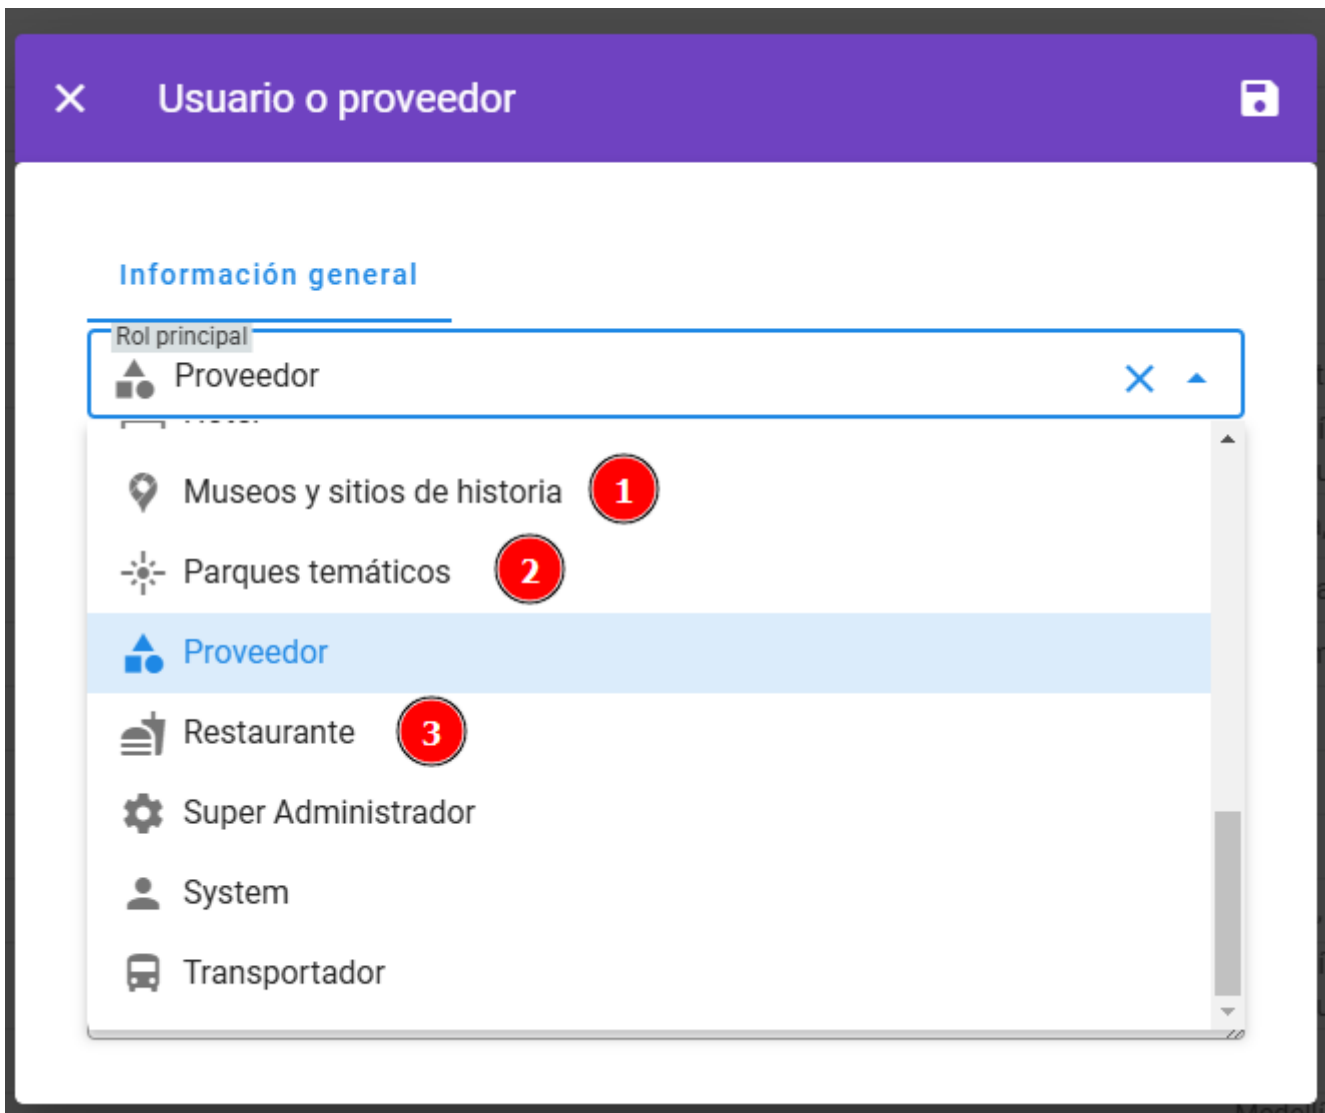 Usuario o proveedor
Información general
Rol principal
Proveedor
Museos y sitios de historia 1
Parques temáticos 2
Proveedor
Restaurante 3
Super Administrador
System
Transportador